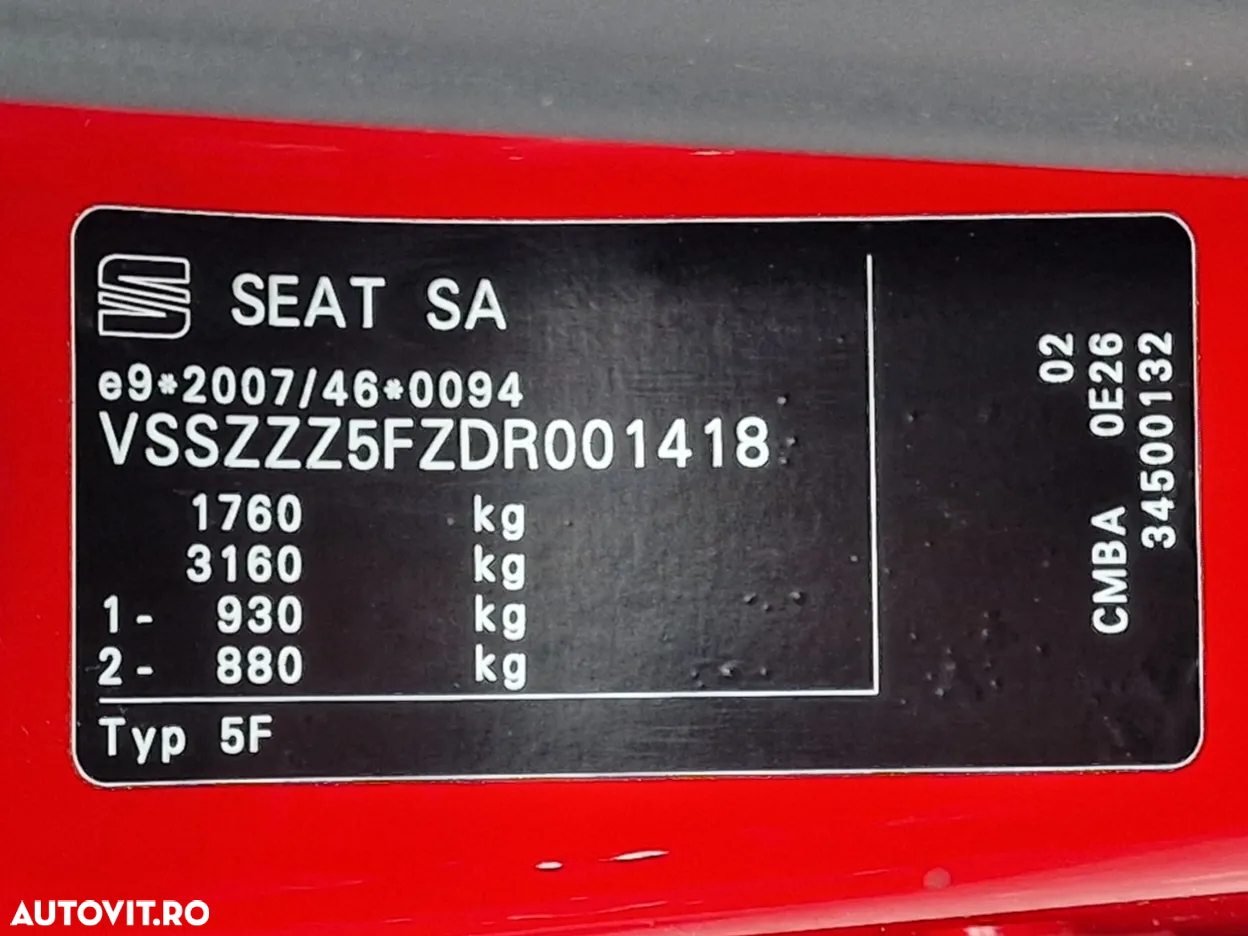 SEAT SA
e9*2007/46*0094
VSSZZZ5FZDR001418
1760 kg
3160 kg
1- 930 kg
2- 880 kg
Typ 5F
02
CMBA 0E26
34500132
AUTOVIT.RO